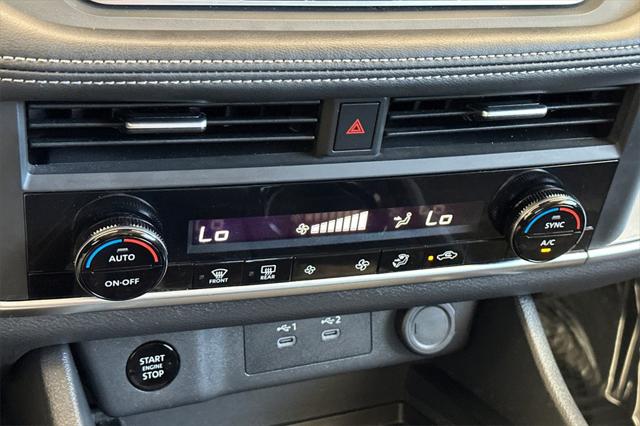 Lo
Lo
AUTO
ON·OFF
SYNC
A/C
FRONT
REAR
START
ENGINE
STOP
1
2